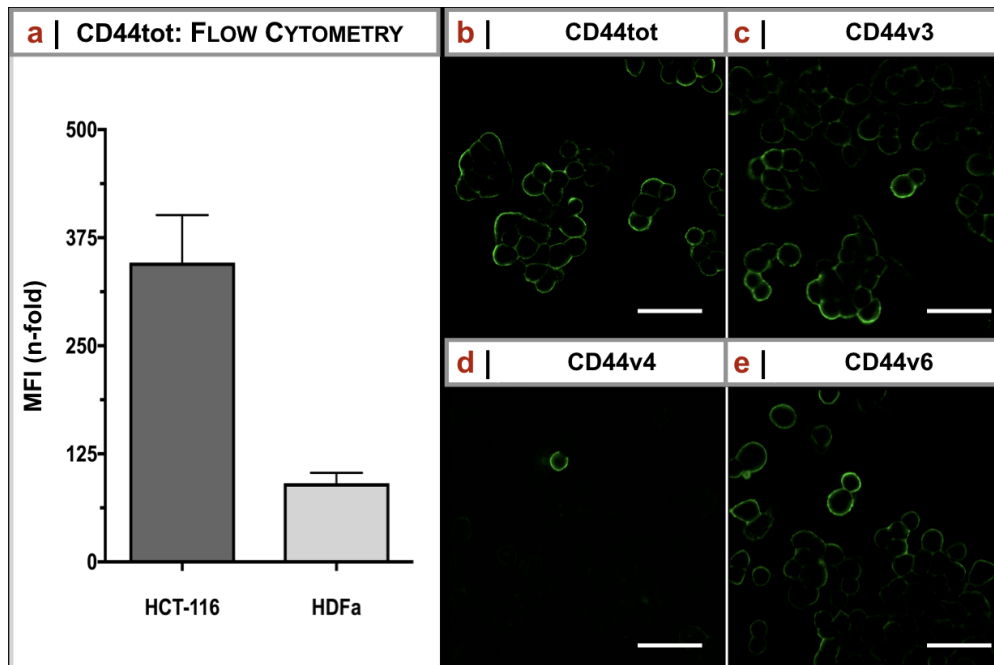 a | CD44tot: FLOW CYTOMETRY
MFI (n-fold)
500
375
250
125
0
HCT-116
HDFa
b | CD44tot
c | CD44v3
d | CD44v4
e | CD44v6